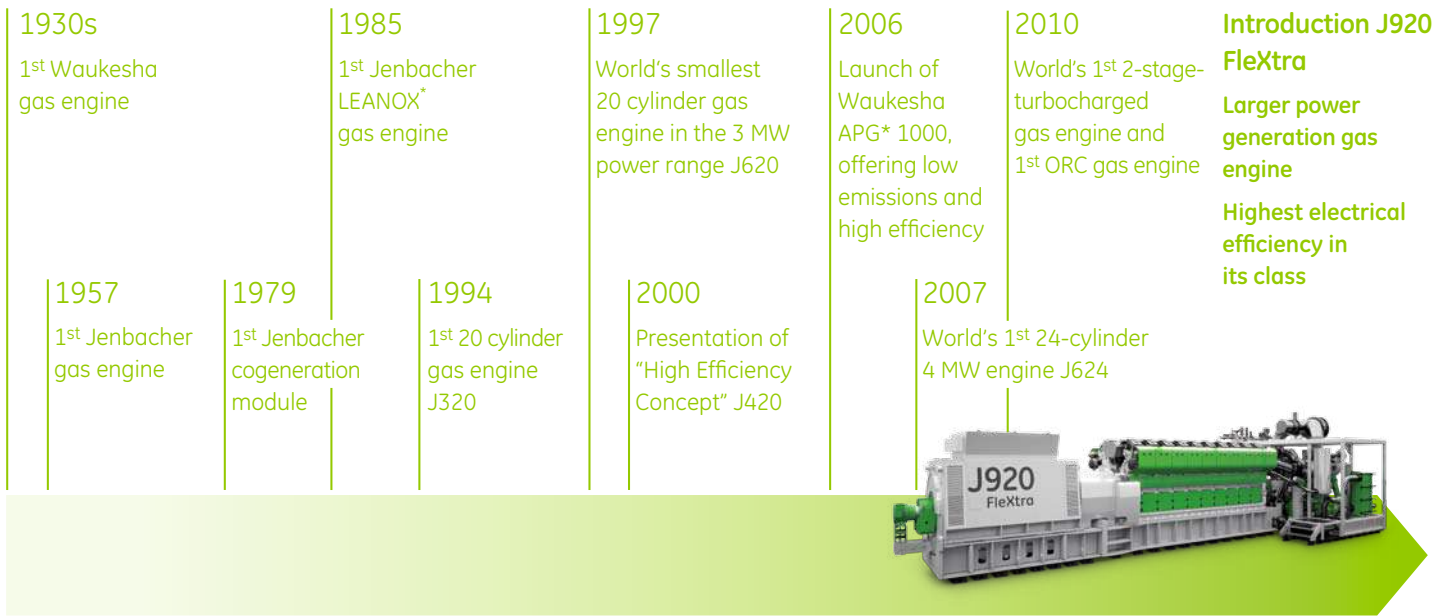 1930s
1st Waukesha
gas engine
1985
1st Jenbacher
LEANOX*
gas engine
1997
World's smallest
20 cylinder gas
engine in the 3 MW
power range J620
2006
Launch of
Waukesha
APG* 1000,
offering low
emissions and
high efficiency
2010
World's 1st 2-stage-
turbocharged
gas engine and
1st ORC gas engine
Introduction J920
FleXtra
Larger power
generation gas
engine
Highest electrical
efficiency in
its class
1957
1st Jenbacher
gas engine
1979
1st Jenbacher
cogeneration
module
1994
1st 20 cylinder
gas engine
J320
2000
Presentation of
"High Efficiency
Concept" J420
2007
World's 1st 24-cylinder
4 MW engine J624
J920
FleXtra